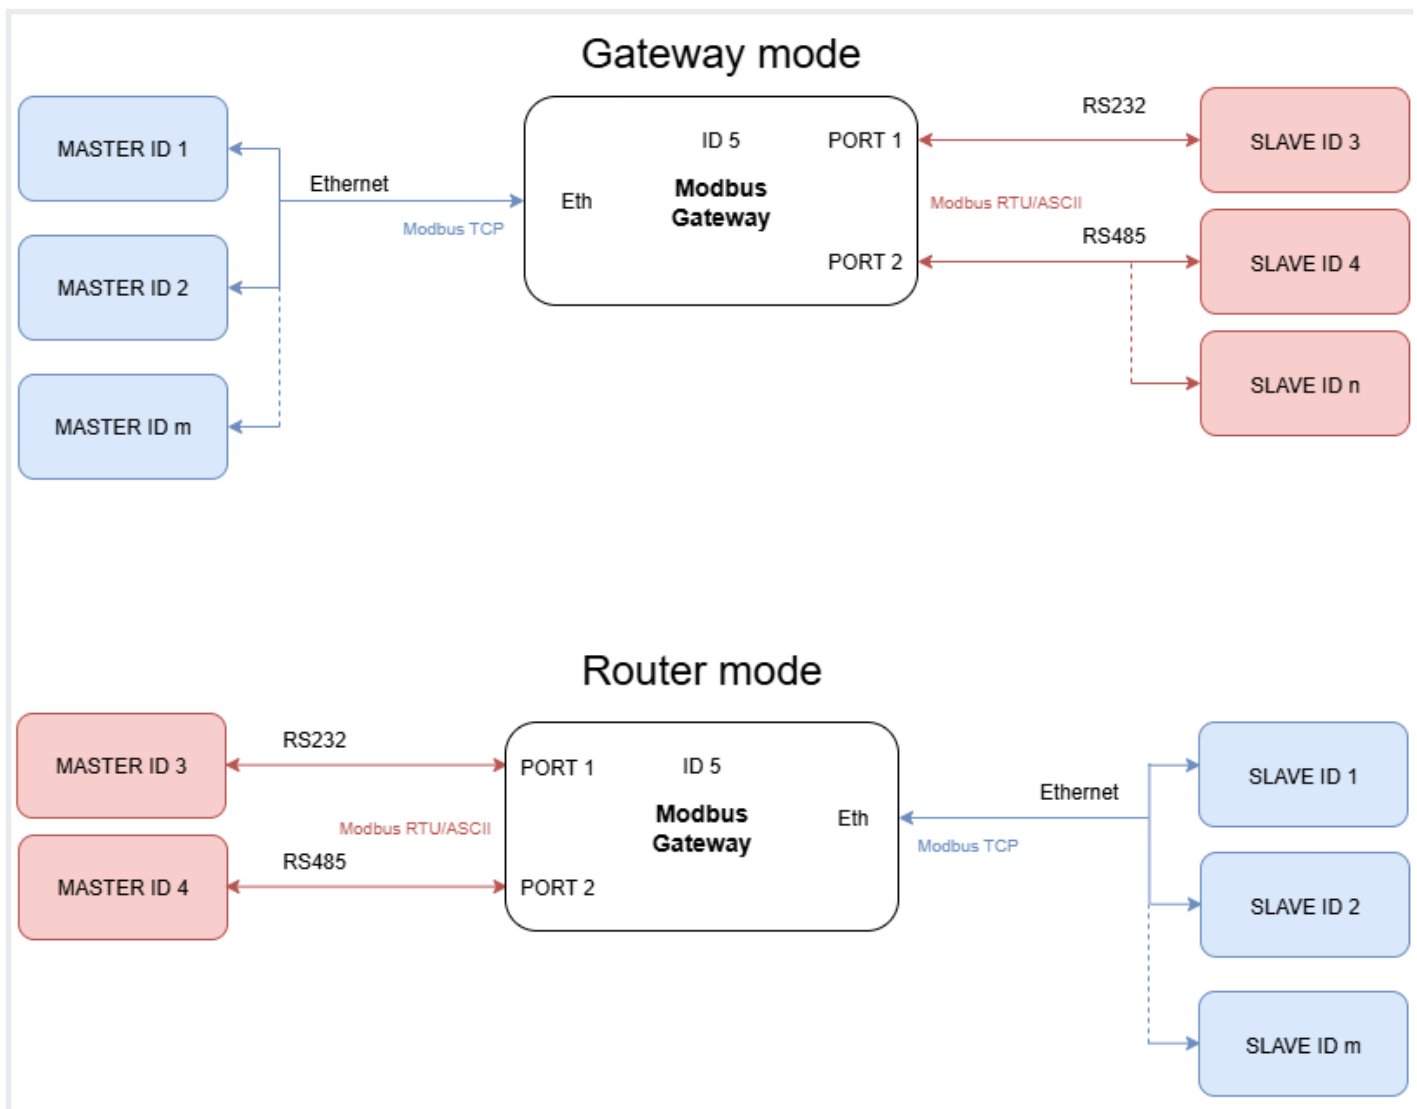 Gateway mode
MASTER ID 1
MASTER ID 2
MASTER ID m
Ethernet
Modbus TCP
Eth
ID 5
Modbus
Gateway
PORT 1
PORT 2
RS232
Modbus RTU/ASCII
RS485
SLAVE ID 3
SLAVE ID 4
SLAVE ID n
Router mode
MASTER ID 3
MASTER ID 4
RS232
Modbus RTU/ASCII
RS485
PORT 1
PORT 2
ID 5
Modbus
Gateway
Eth
Ethernet
Modbus TCP
SLAVE ID 1
SLAVE ID 2
SLAVE ID m